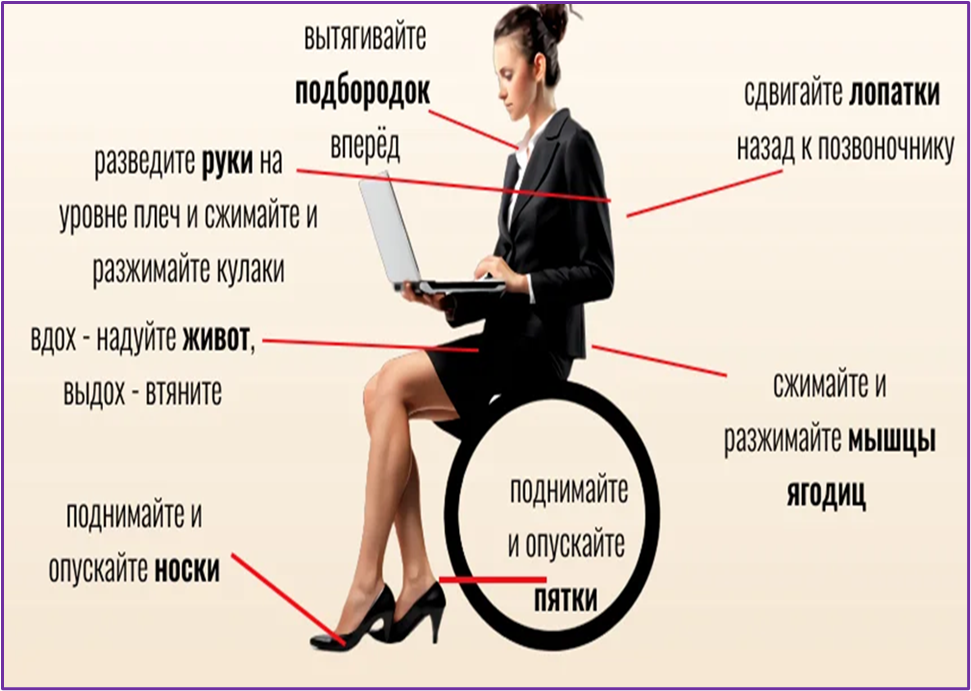 вытягивайте
подбородок
вперёд
сдвигайте лопатки
назад к позвоночнику
разведите руки на
уровне плеч и сжимайте и
разжимайте кулаки
вдох - надуйте живот,
выдох - втяните
сжимайте и
разжимайте мышцы
ягодиц
поднимайте и
опускайте носки
поднимайте
и опускайте
пятки